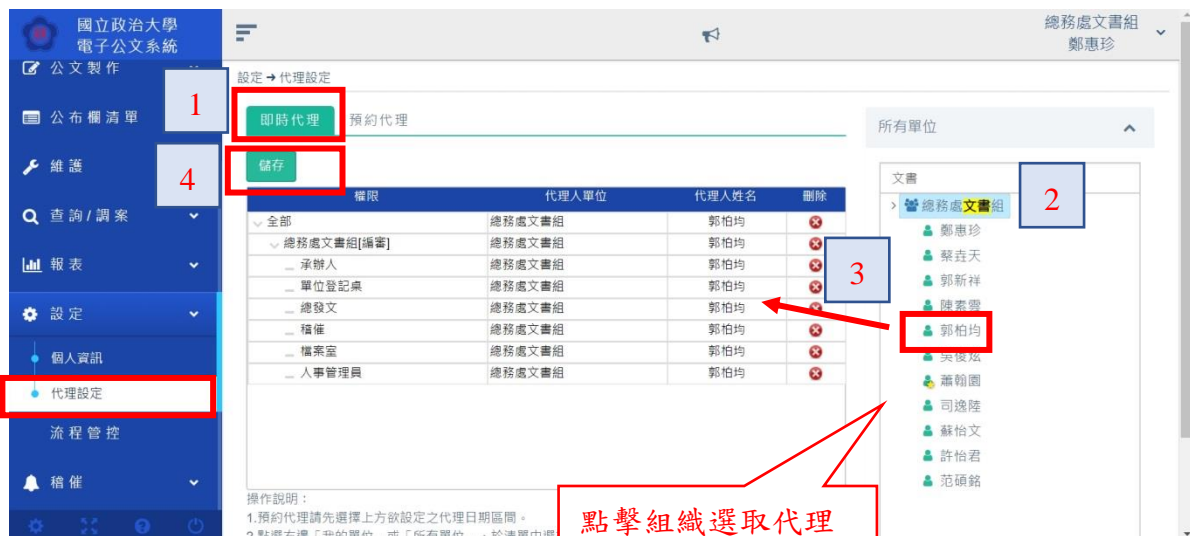 國立政治大學
電子公文系統
總務處文書組
鄭惠珍
公文製作
公布欄清單
維護
查詢/調案
報表
設定
個人資訊
代理設定
流程管控
稽催
設定➔代理設定
1
即時代理
預約代理
4
儲存
權限 代理人單位 代理人姓名 刪除
全部 總務處文書組 郭柏均
總務處文書組[編審] 總務處文書組 郭柏均
承辦人 總務處文書組 郭柏均
單位登記桌 總務處文書組 郭柏均
總發文 總務處文書組 郭柏均
稽催 總務處文書組 郭柏均
檔案室 總務處文書組 郭柏均
人事管理員 總務處文書組 郭柏均
操作說明：
1.預約代理請先選擇上方欲設定之代理日期區間。
所有單位
文書
2
總務處文書組
鄭惠珍
蔡垚天
郭新祥
陳素雲
3
郭柏均
吳俊炫
蕭翰園
司逸陸
蘇怡文
許怡君
范碩銘
點擊組織選取代理